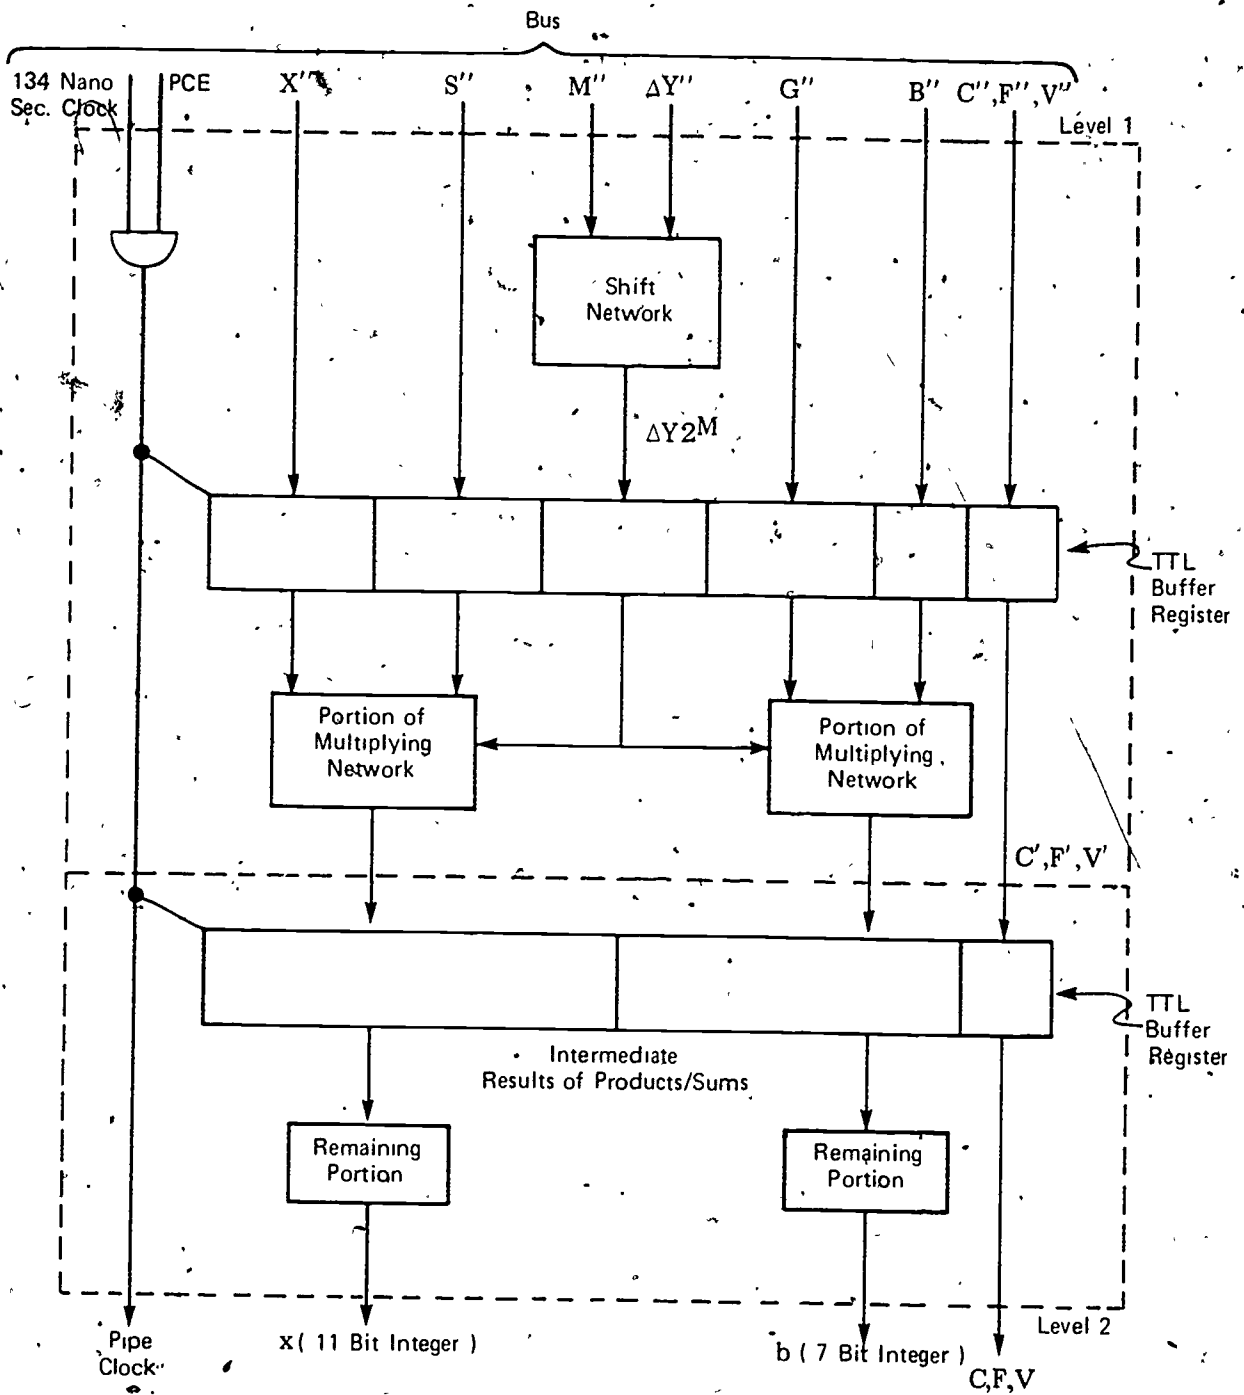 Bus
134 Nano
Sec. Clock
PCE
X''
S''
M''
ΔY''
G''
B''
C'',F'',V''
Level 1
Shift
Network
ΔY2^M
TTL
Buffer
Register
Portion of
Multiplying
Network
Portion of
Multiplying
Network
C',F',V'
TTL
Buffer
Register
Intermediate
Results of Products/Sums
Remaining
Portion
Remaining
Portion
Level 2
Pipe
Clock
x ( 11 Bit Integer )
b ( 7 Bit Integer )
C,F,V